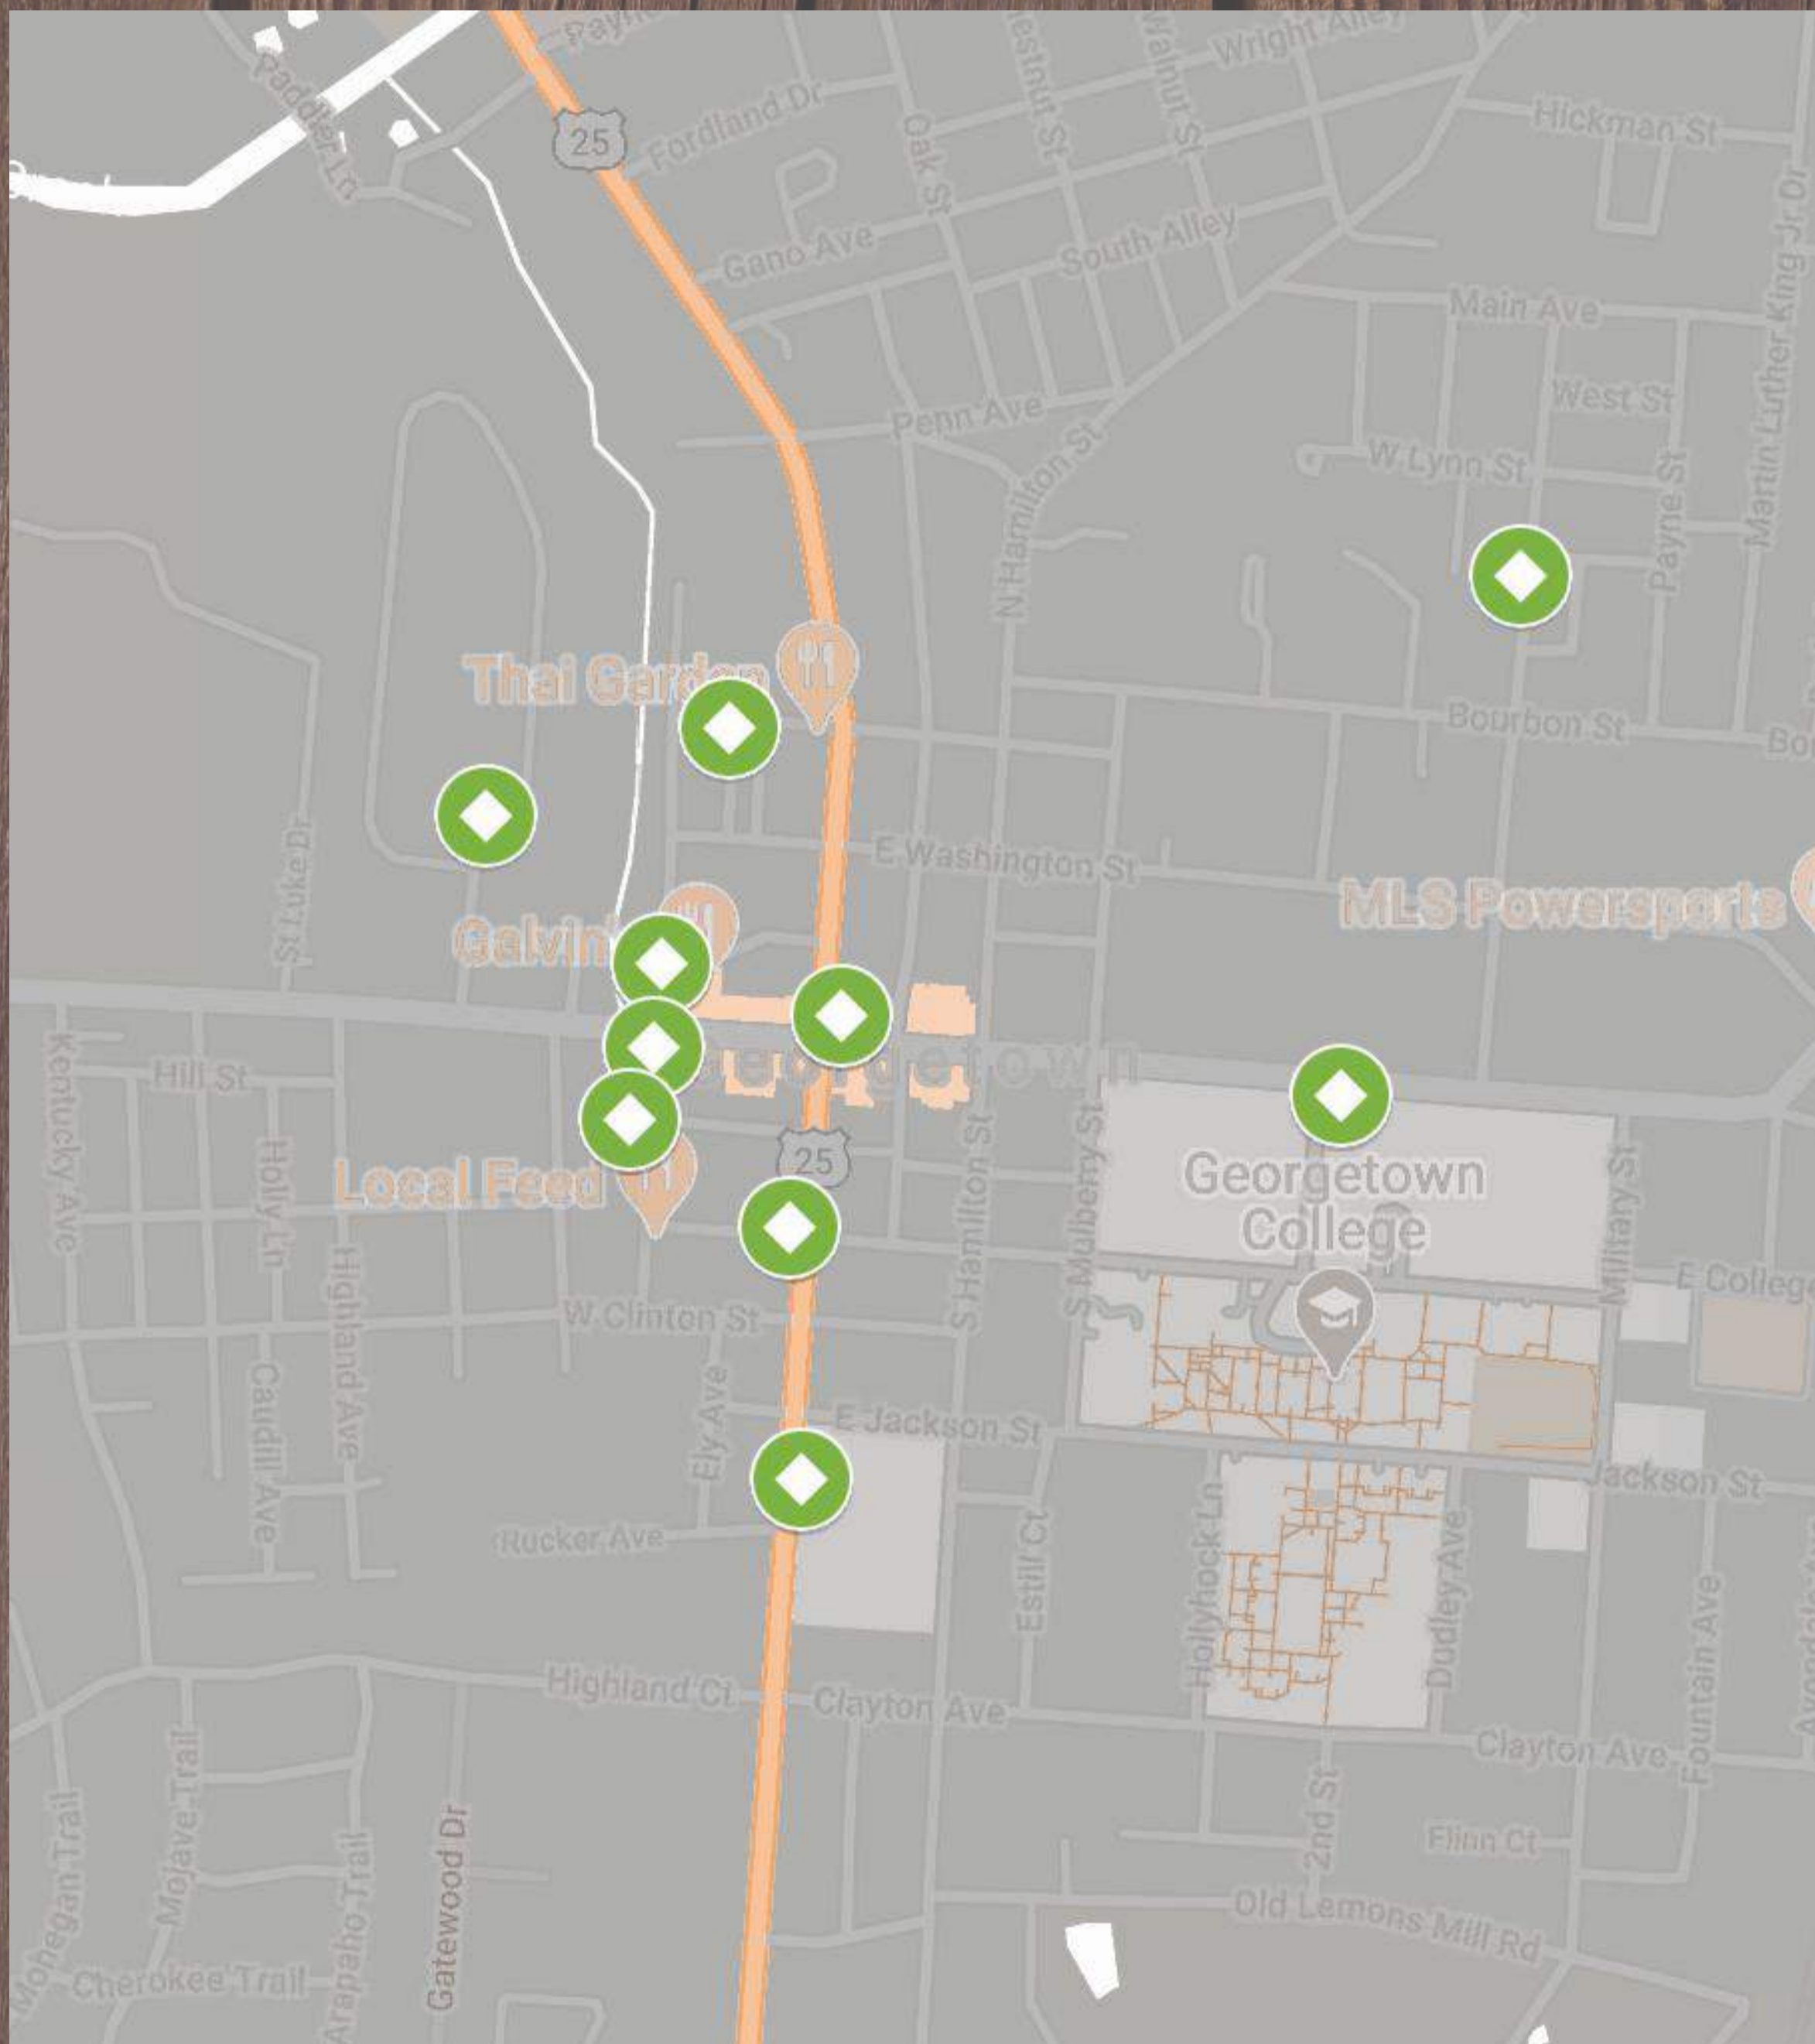 Wright Alley
Paddler Ln
25
Fordland Dr
Oak St
Walnut St
Hickman St
Gano Ave
South Alley
Main Ave
Martin Luther King Jr. Dr
West St
Penn Ave
W Lynn St
N Hamilton St
Payne St
Thai Garden
Bourbon St
E Washington St
St Luke Dr
MLS Powersports
Georgetown
Kentucky Ave
Hill St
Holly Ln
Local Feed
25
S Hamilton St
S Mulberry St
Georgetown
College
Military St
Highland Ave
W Clinton St
Caudill Ave
Ely Ave
E Jackson St
Jackson St
Rucker Ave
Estill Ct
Hollyhock Ln
Dudley Ave
Fountain Ave
Highland Ct
Clayton Ave
Clayton Ave
Mohegan Trail
Mojave Trail
Arapaho Trail
Gatewood Dr
2nd St
Flinn Ct
Old Lemons Mill Rd
Cherokee Trail